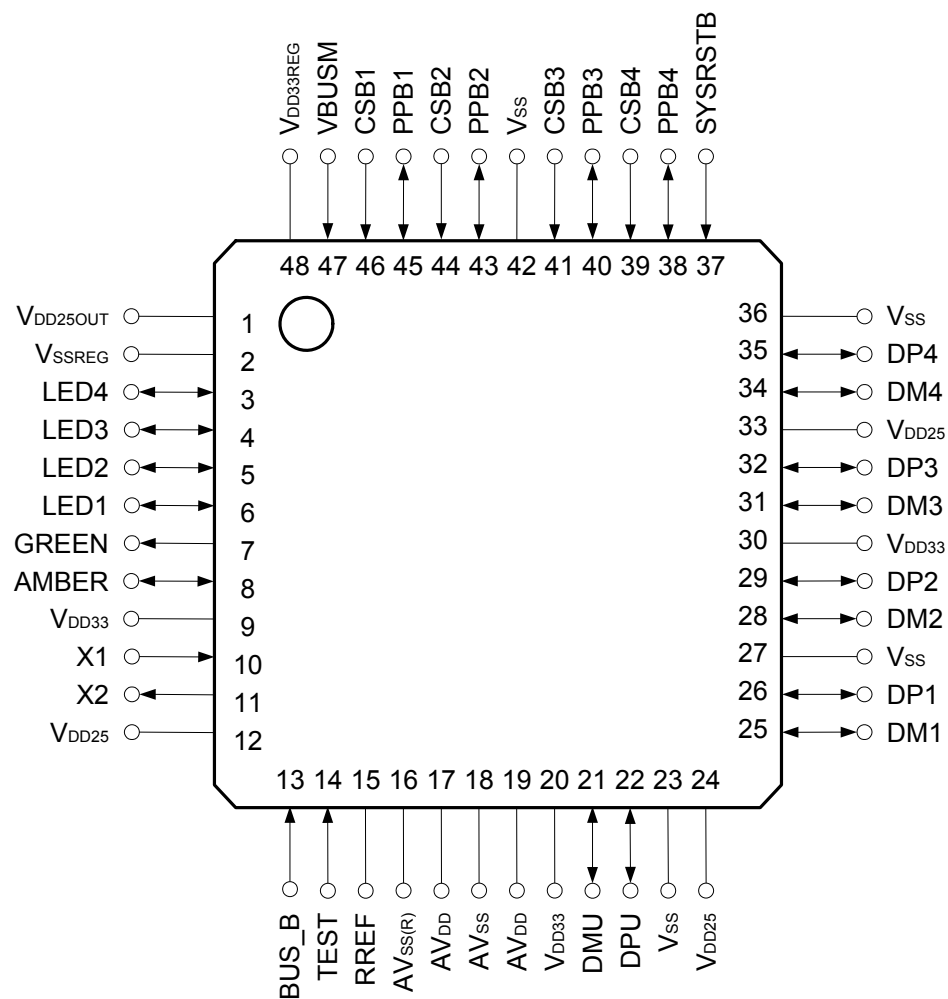 VDD33REG
VBUSM
CSB1
PPB1
CSB2
PPB2
VSS
CSB3
PPB3
CSB4
PPB4
SYSRSTB
48 47 46 45 44 43 42 41 40 39 38 37
VDD25OUT 1
VSSREG 2
LED4 3
LED3 4
LED2 5
LED1 6
GREEN 7
AMBER 8
VDD33 9
X1 10
X2 11
VDD25 12
36 VSS
35 DP4
34 DM4
33 VDD25
32 DP3
31 DM3
30 VDD33
29 DP2
28 DM2
27 VSS
26 DP1
25 DM1
13 14 15 16 17 18 19 20 21 22 23 24
BUS_B
TEST
RREF
AVSS(R)
AVDD
AVSS
AVDD
VDD33
DMU
DPU
VSS
VDD25